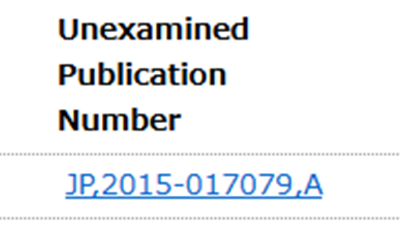 Unexamined
Publication
Number
JP,2015-017079,A